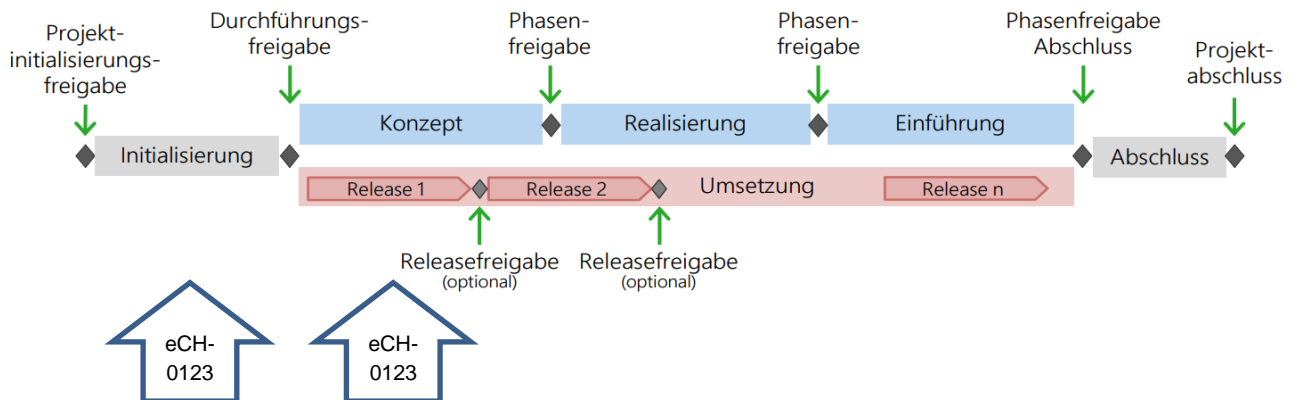 Projekt-
initialisierungs-
freigabe
Durchführungs-
freigabe
Phasen-
freigabe
Phasen-
freigabe
Phasenfreigabe
Abschluss
Projekt-
abschluss
Konzept
Realisierung
Einführung
Initialisierung
Abschluss
Release 1
Release 2
Umsetzung
Release n
Releasefreigabe
(optional)
Releasefreigabe
(optional)
eCH-
0123
eCH-
0123